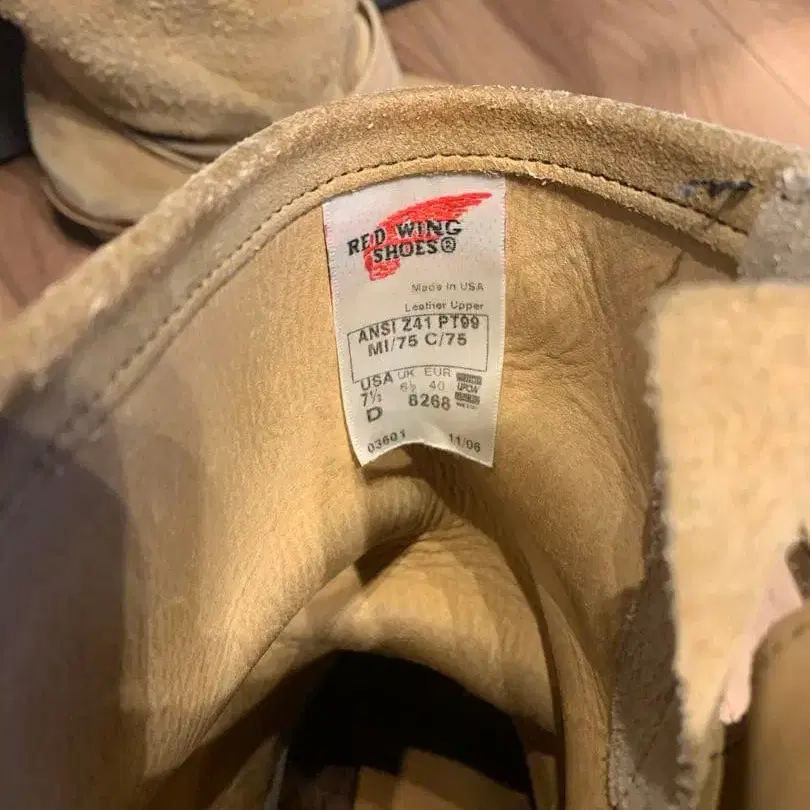 RED WING
SHOES®
Made in USA
Leather Upper
ANSI Z41 PT99
MI/75 C/75
USA UK EUR
7½ 6½ 40
D 8268
03601 11/06